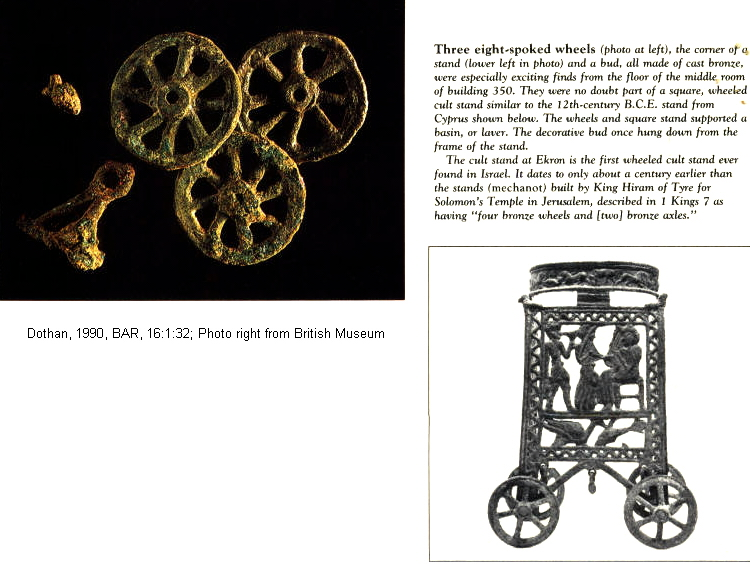 Three eight-spoked wheels (photo at left), the corner of a
stand (lower left in photo) and a bud, all made of cast bronze,
were especially exciting finds from the floor of the middle room
of building 350. They were no doubt part of a square, wheeled
cult stand similar to the 12th-century B.C.E. stand from
Cyprus shown below. The wheels and square stand supported a
basin, or laver. The decorative bud once hung down from the
frame of the stand.
The cult stand at Ekron is the first wheeled cult stand ever
found in Israel. It dates to only about a century earlier than
the stands (mechanot) built by King Hiram of Tyre for
Solomon's Temple in Jerusalem, described in 1 Kings 7 as
having "four bronze wheels and [two] bronze axles."
Dothan, 1990, BAR, 16:1:32; Photo right from British Museum